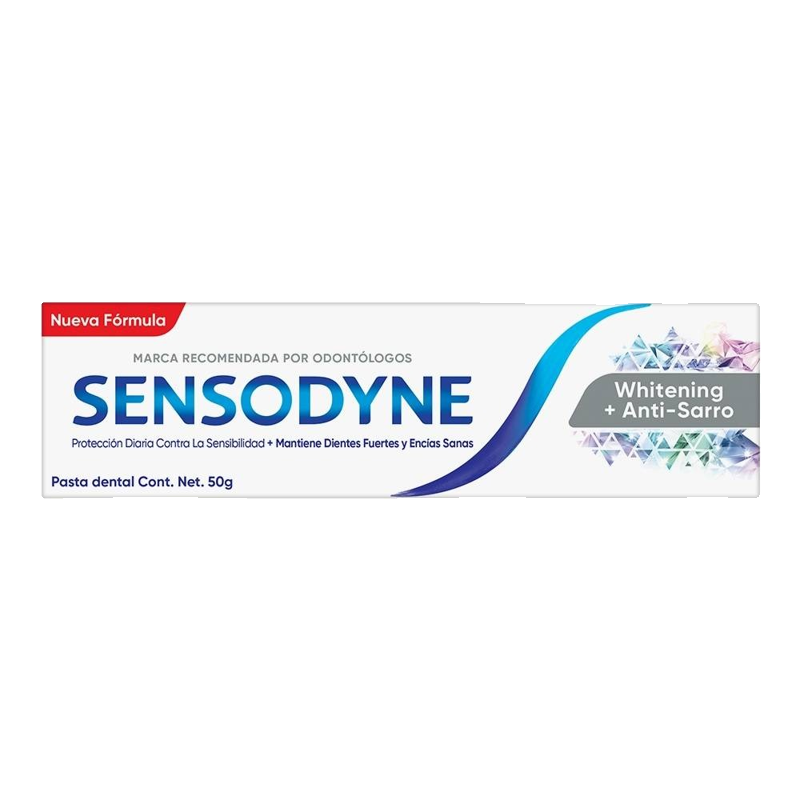 Nueva Fórmula
MARCA RECOMENDADA POR ODONTÓLOGOS
SENSODYNE
Protección Diaria Contra La Sensibilidad + Mantiene Dientes Fuertes y Encías Sanas
Pasta dental Cont. Net. 50g
Whitening
+ Anti-Sarro